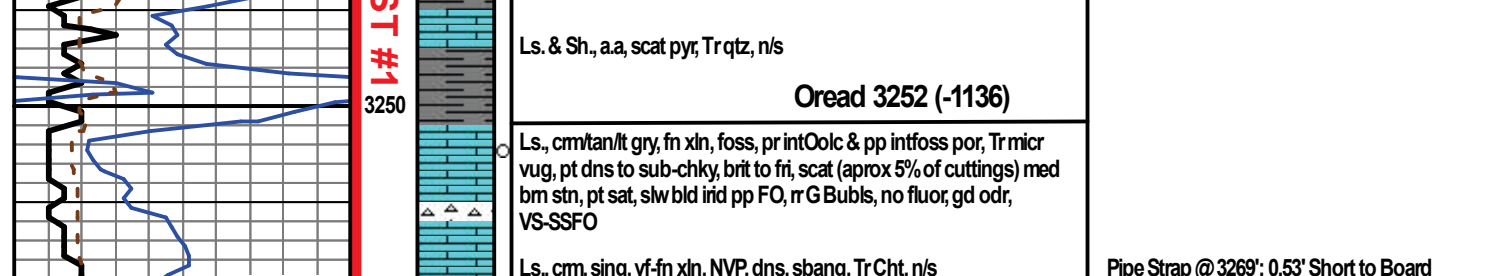 ST #1
Ls. & Sh., a.a, scat pyr, Tr qtz, n/s
Oread 3252 (-1136)
3250
Ls., crm/tan/lt gry, fn xln, foss, pr intOolc & pp intfoss por, Tr micr
vug, pt dns to sub-chky, brit to fri, scat (aprox 5% of cuttings) med
brn stn, pt sat, slw bld irid pp FO, rr G Bubls, no fluor, gd odr,
VS-SSFO
Ls., crm, sing, vf-fn xln, NVP, dns, sbang, Tr Cht, n/s
Pipe Strap @ 3269'; 0.53' Short to Board